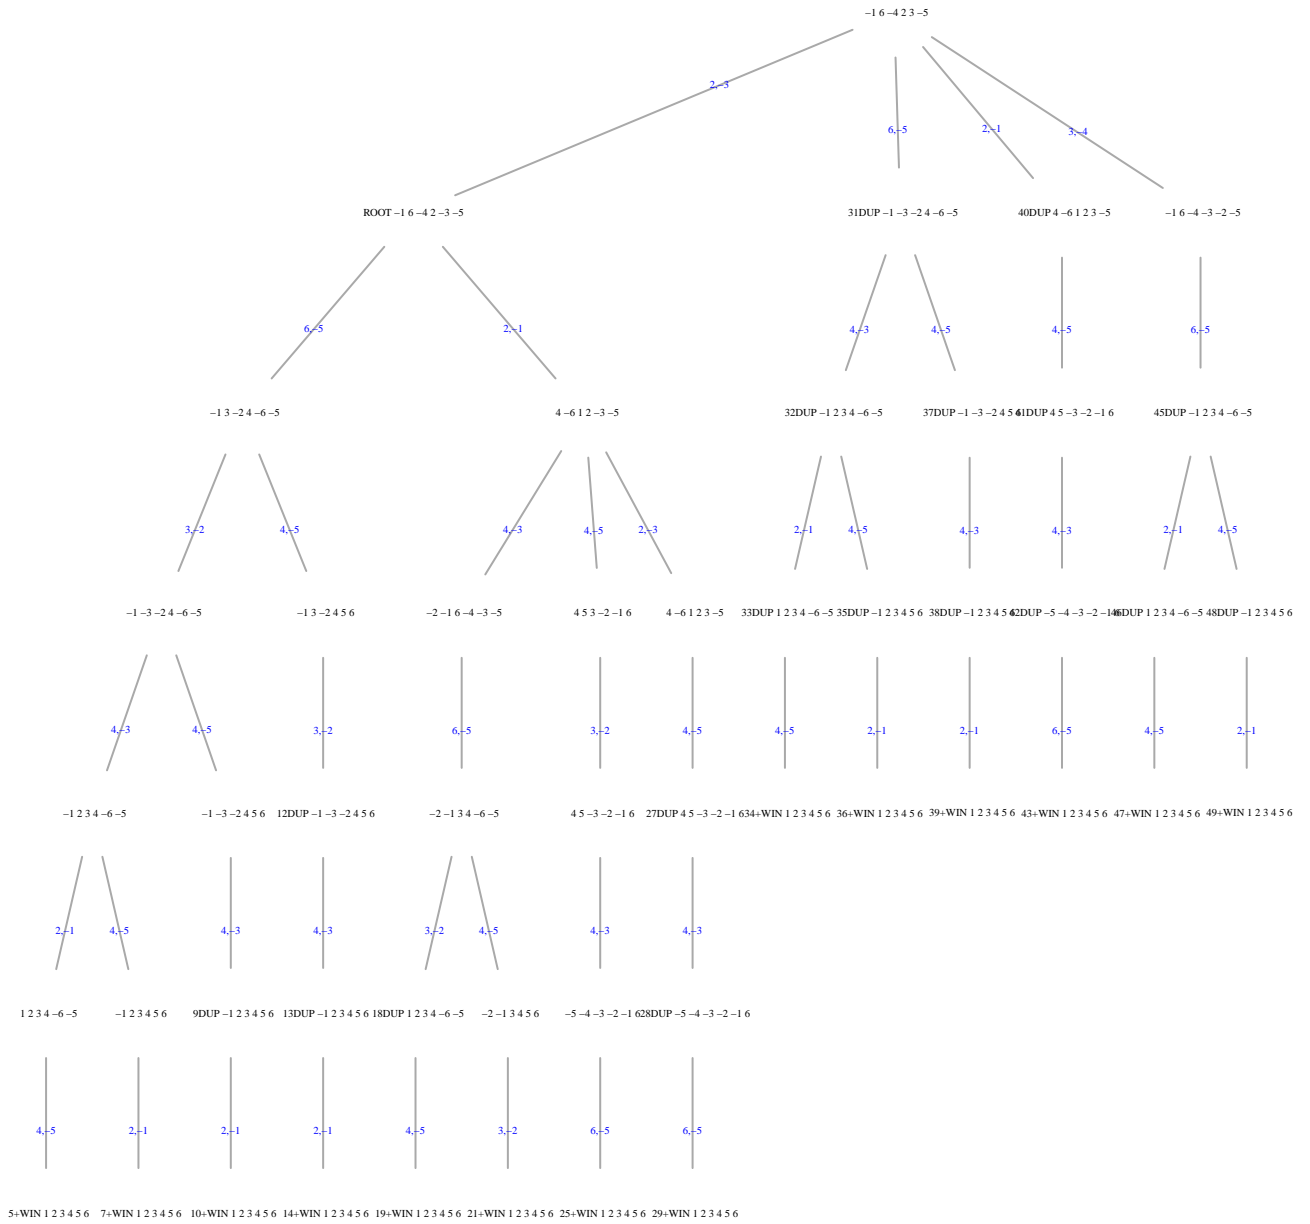 −1 6 −4 2 3 −5
2,−3
6,−5
2,−1
3,−4
ROOT −1 6 −4 2 −3 −5
31DUP −1 −3 −2 4 −6 −5
40DUP 4 −6 1 2 3 −5
−1 6 −4 −3 −2 −5
6,−5
2,−1
4,−3
4,−5
4,−5
6,−5
−1 3 −2 4 −6 −5
4 −6 1 2 −3 −5
32DUP −1 2 3 4 −6 −5
37DUP −1 −3 −2 4 5 6
41DUP 4 5 −3 −2 −1 6
45DUP −1 2 3 4 −6 −5
3,−2
4,−5
4,−3
4,−5
2,−3
2,−1
4,−5
4,−3
4,−3
2,−1
4,−5
−1 −3 −2 4 −6 −5
−1 3 −2 4 5 6
−2 −1 6 −4 −3 −5
4 5 3 −2 −1 6
4 −6 1 2 3 −5
33DUP 1 2 3 4 −6 −5
35DUP −1 2 3 4 5 6
38DUP −1 2 3 4 5 6
42DUP −5 −4 −3 −2 −1 6
46DUP 1 2 3 4 −6 −5
48DUP −1 2 3 4 5 6
4,−3
4,−5
3,−2
6,−5
3,−2
4,−5
4,−5
2,−1
2,−1
6,−5
4,−5
2,−1
−1 2 3 4 −6 −5
−1 −3 −2 4 5 6
12DUP −1 −3 −2 4 5 6
−2 −1 3 4 −6 −5
4 5 −3 −2 −1 6
27DUP 4 5 −3 −2 −1 6
34+WIN 1 2 3 4 5 6
36+WIN 1 2 3 4 5 6
39+WIN 1 2 3 4 5 6
43+WIN 1 2 3 4 5 6
47+WIN 1 2 3 4 5 6
49+WIN 1 2 3 4 5 6
2,−1
4,−5
4,−3
4,−3
3,−2
4,−5
4,−3
4,−3
1 2 3 4 −6 −5
−1 2 3 4 5 6
9DUP −1 2 3 4 5 6
13DUP −1 2 3 4 5 6
18DUP 1 2 3 4 −6 −5
−2 −1 3 4 5 6
−5 −4 −3 −2 −1 6
28DUP −5 −4 −3 −2 −1 6
4,−5
2,−1
2,−1
2,−1
4,−5
3,−2
6,−5
6,−5
5+WIN 1 2 3 4 5 6
7+WIN 1 2 3 4 5 6
10+WIN 1 2 3 4 5 6
14+WIN 1 2 3 4 5 6
19+WIN 1 2 3 4 5 6
21+WIN 1 2 3 4 5 6
25+WIN 1 2 3 4 5 6
29+WIN 1 2 3 4 5 6